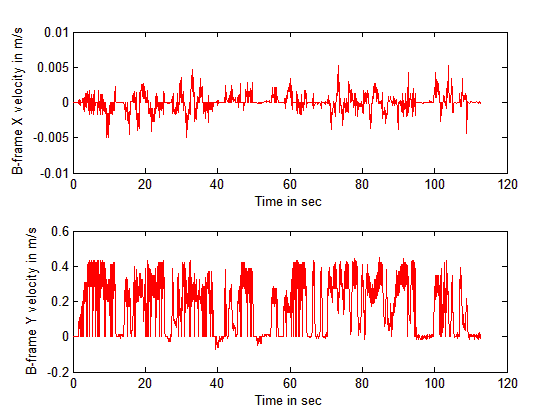 B-frame X velocity in m/s
0.01
0.005
0
-0.005
-0.01
0 20 40 60 80 100 120
Time in sec
B-frame Y velocity in m/s
0.6
0.4
0.2
0
-0.2
0 20 40 60 80 100 120
Time in sec